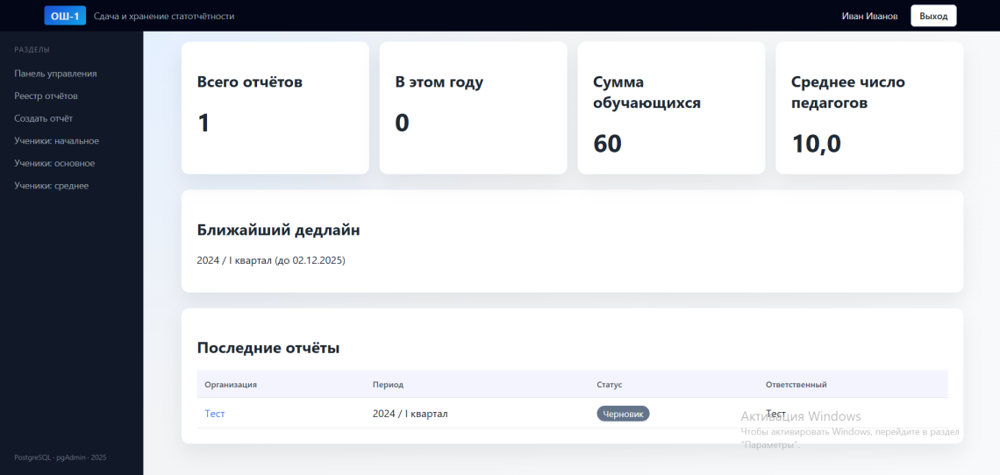 ОШ-1 Сдача и хранение статотчётности Иван Иванов Выход
РАЗДЕЛЫ
Панель управления
Реестр отчётов
Создать отчёт
Ученики: начальное
Ученики: основное
Ученики: среднее
PostgreSQL · pgAdmin · 2025
Всего отчётов
1
В этом году
0
Сумма
обучающихся
60
Среднее число
педагогов
10,0
Ближайший дедлайн
2024 / I квартал (до 02.12.2025)
Последние отчёты
Организация Период Статус Ответственный
Тест 2024 / I квартал Черновик Тест
Активация Windows
Чтобы активировать Windows, перейдите в раздел
"Параметры".